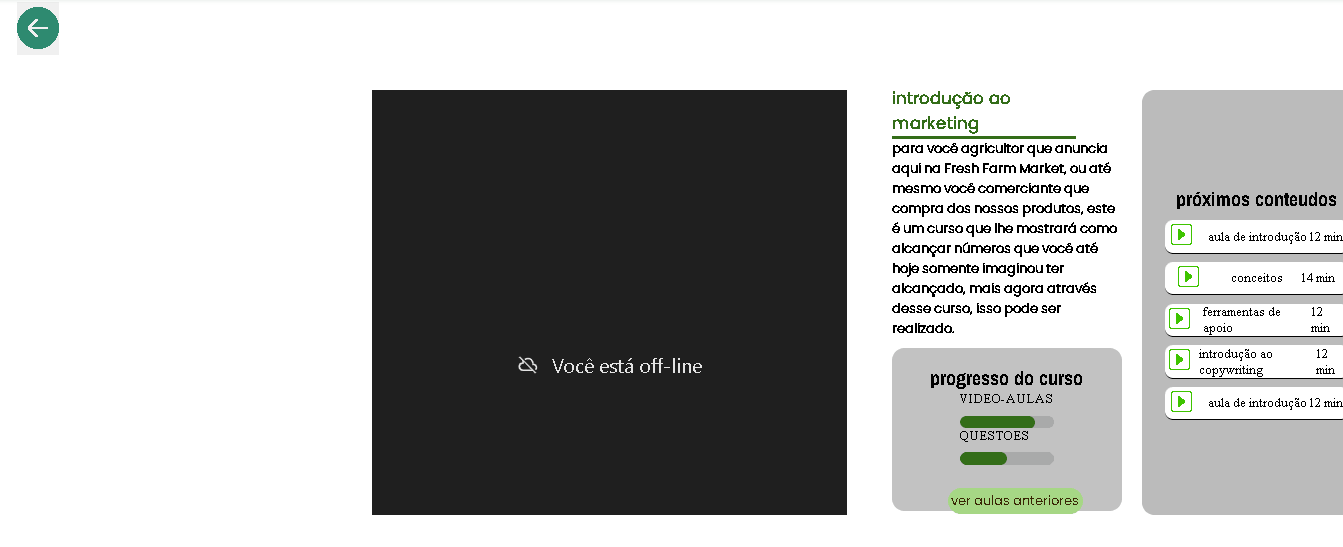 introdução ao
marketing
para você agricultor que anuncia
aqui na Fresh Farm Market, ou até
mesmo você comerciante que
compra dos nossos produtos, este
é um curso que lhe mostrará como
alcançar números que você até
hoje somente imaginou ter
alcançado, mais agora através
desse curso, isso pode ser
realizado.
Você está off-line
progresso do curso
VIDEO-AULAS
QUESTOES
ver aulas anteriores
próximos conteudos
aula de introdução 12 min
conceitos 14 min
ferramentas de 12
apoio min
introdução ao 12
copywriting min
aula de introdução 12 min